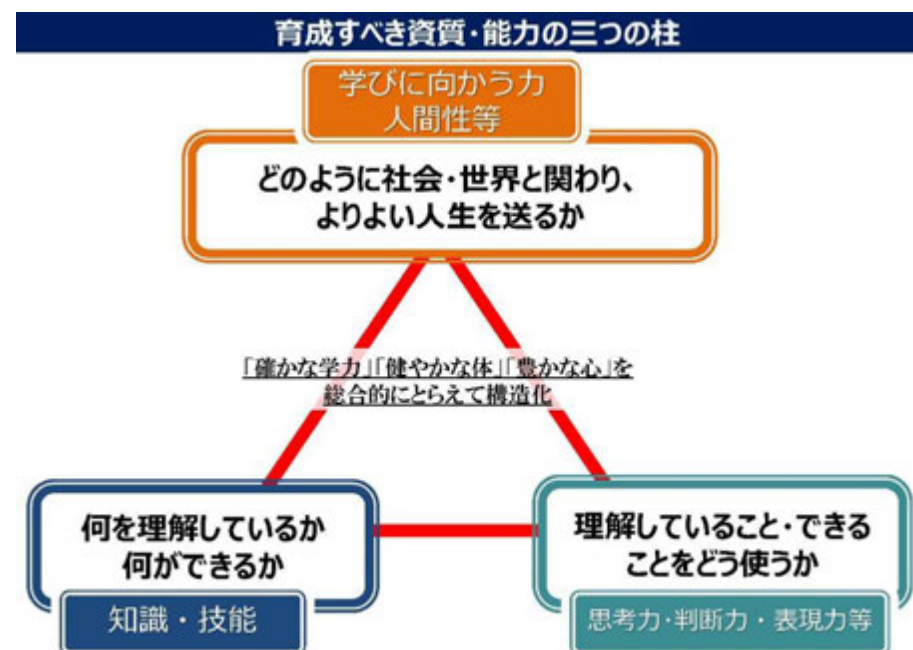 育成すべき資質・能力の三つの柱
学びに向かう力
人間性等
どのように社会・世界と関わり、
よりよい人生を送るか
「確かな学力」「健やかな体」「豊かな心」を
総合的にとらえて構造化
何を理解しているか
何ができるか
知識・技能
理解していること・できる
ことをどう使うか
思考力・判断力・表現力等